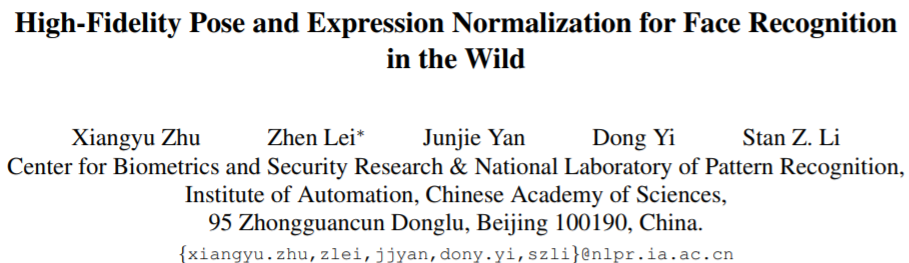 High-Fidelity Pose and Expression Normalization for Face Recognition
in the Wild
Xiangyu Zhu Zhen Lei* Junjie Yan Dong Yi Stan Z. Li
Center for Biometrics and Security Research & National Laboratory of Pattern Recognition,
Institute of Automation, Chinese Academy of Sciences,
95 Zhongguancun Donglu, Beijing 100190, China.
{xiangyu.zhu,zlei,jjyan,dony.yi,szli}@nlpr.ia.ac.cn